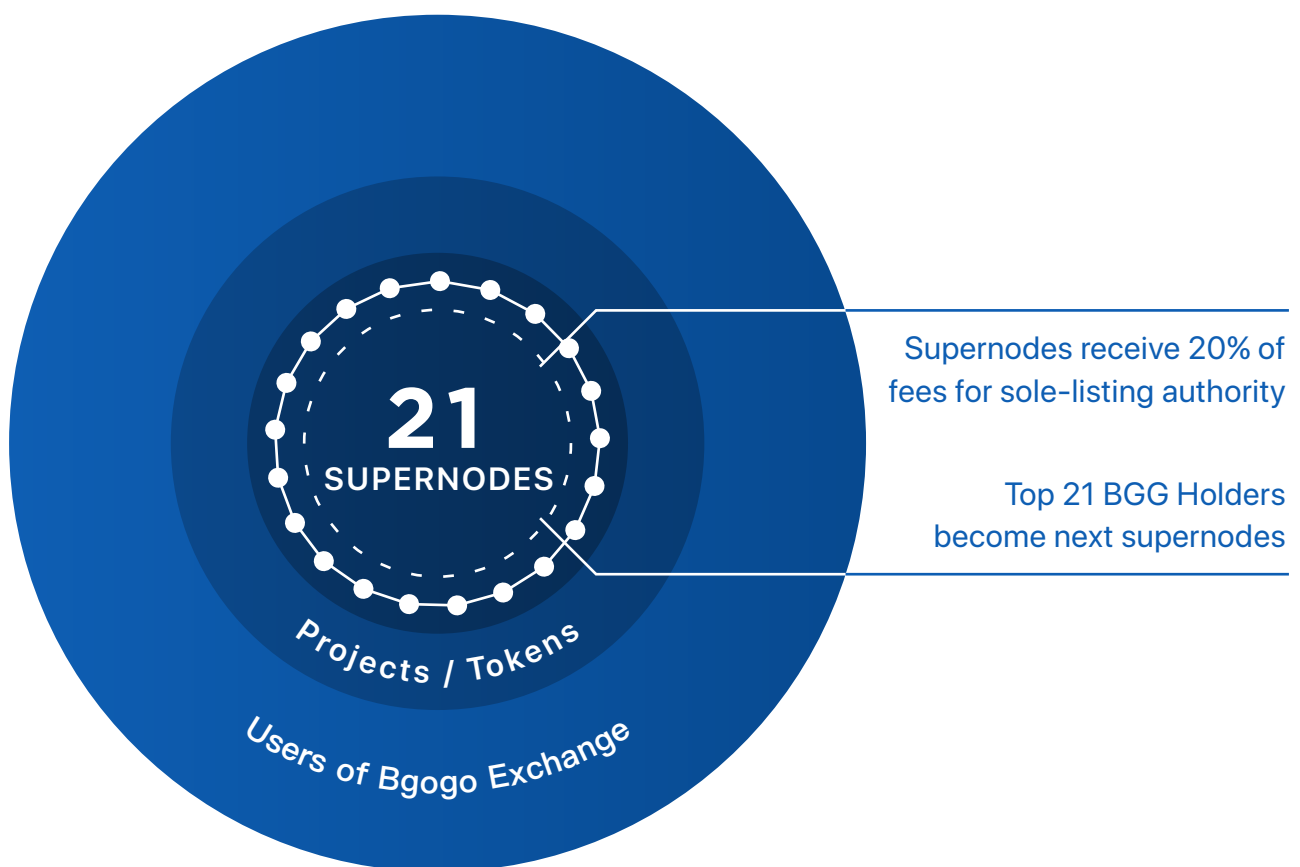 21
SUPERNODES
Projects / Tokens
Users of Bgogo Exchange
Supernodes receive 20% of
fees for sole-listing authority
Top 21 BGG Holders
become next supernodes